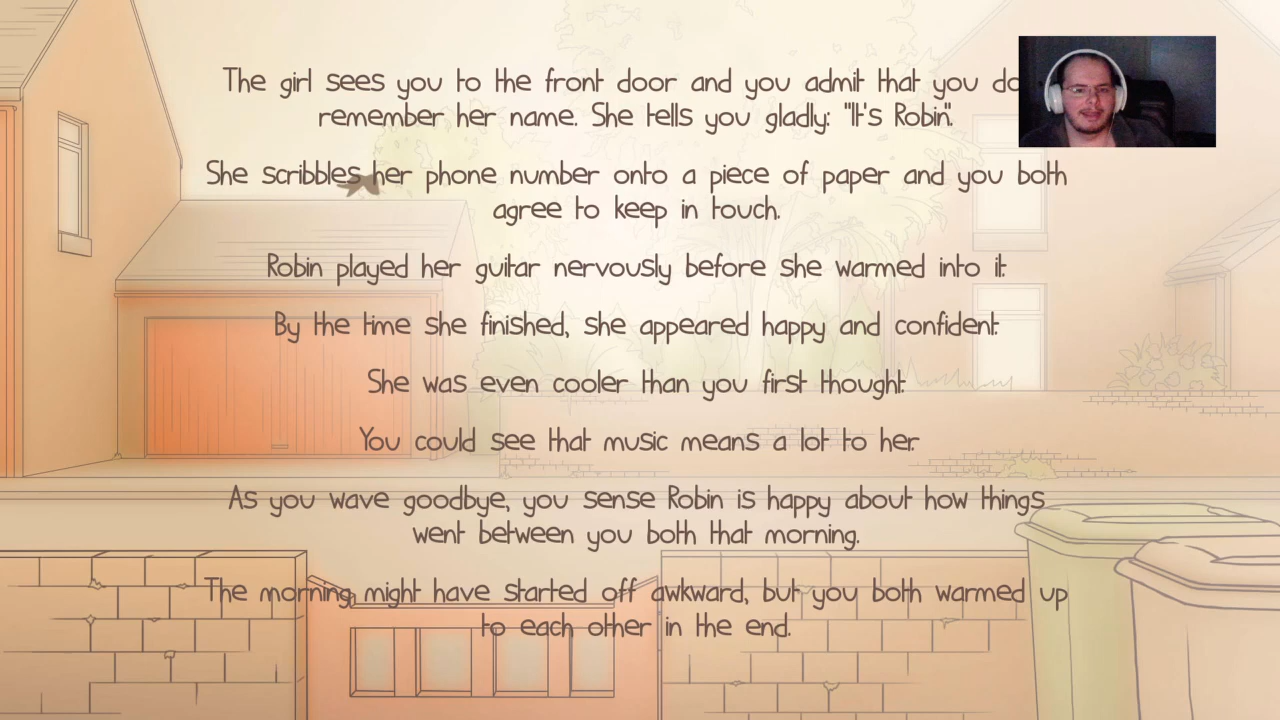 The girl sees you to the front door and you admit that you do
remember her name. She tells you gladly: "It's Robin".
She scribbles her phone number onto a piece of paper and you both
agree to keep in touch.
Robin played her guitar nervously before she warmed into it.
By the time she finished, she appeared happy and confident.
She was even cooler than you first thought.
You could see that music means a lot to her.
As you wave goodbye, you sense Robin is happy about how things
went between you both that morning.
The morning might have started off awkward, but you both warmed up
to each other in the end.